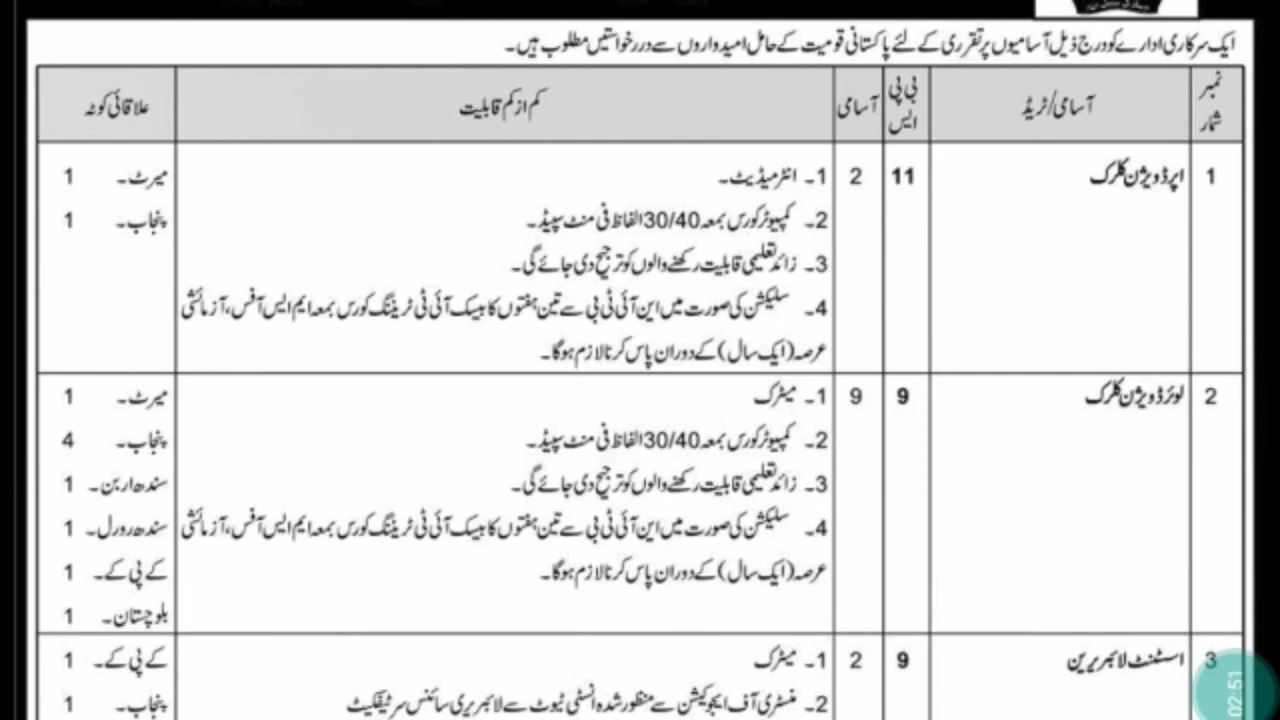 ایک سرکاری ادارے کو درج ذیل آسامیوں پر تقرری کے لئے پاکستانی قومیت کے حامل امیدواروں سے درخواستیں مطلوب ہیں۔
نمبر شمار آسامی/ٹریڈ بی پی ایس آسامی کم از کم قابلیت علاقائی کوٹہ
1 اپر ڈویژن کلرک 11 2 1۔ انٹرمیڈیٹ۔ میرٹ۔ 1
2۔ کمپیوٹر کورس بمعہ 30/40 الفاظ فی منٹ سپیڈ۔ پنجاب۔ 1
3۔ زائد تعلیمی قابلیت رکھنے والوں کو ترجیح دی جائے گی۔
4۔ سلیکشن کی صورت میں این آئی ٹی بی سے تین ہفتوں کا بیسک آئی ٹی ٹریننگ کورس بمعہ ایم ایس آفس، آزمائشی
عرصہ (ایک سال) کے دوران پاس کرنا لازم ہوگا۔
2 لوئر ڈویژن کلرک 9 9 1۔ میٹرک میرٹ۔ 1
2۔ کمپیوٹر کورس بمعہ 30/40 الفاظ فی منٹ سپیڈ۔ پنجاب۔ 4
3۔ زائد تعلیمی قابلیت رکھنے والوں کو ترجیح دی جائے گی۔ سندھ اربن۔ 1
4۔ سلیکشن کی صورت میں این آئی ٹی بی سے تین ہفتوں کا بیسک آئی ٹی ٹریننگ کورس بمعہ ایم ایس آفس، آزمائشی سندھ رورل۔ 1
عرصہ (ایک سال) کے دوران پاس کرنا لازم ہوگا۔ کے پی کے۔ 1
بلوچستان۔ 1
3 اسسٹنٹ لائبریرین 9 2 1۔ میٹرک کے پی کے۔ 1
2۔ منسٹری آف ایجوکیشن سے منظور شدہ انسٹی ٹیوٹ سے لائبریری سائنس سرٹیفکیٹ پنجاب۔ 1
02:51